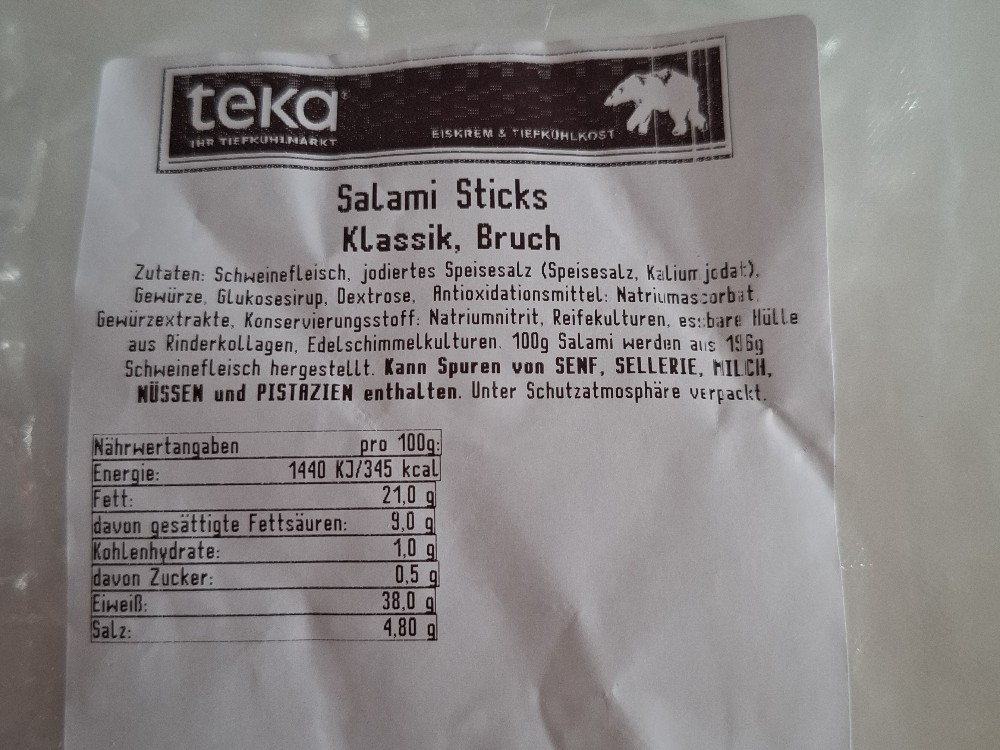 teka
IHR TIEFKÜHLMARKT
EISKREM & TIEFKÜHLKOST
Salami Sticks
Klassik, Bruch
Zutaten: Schweinefleisch, jodiertes Speisesalz (Speisesalz, Kalium jodat),
Gewürze, Glukosesirup, Dextrose, Antioxidationsmittel: Natriumascorbat,
Gewürzextrakte, Konservierungsstoff: Natriumnitrit, Reifekulturen, essbare Hülle
aus Rinderkollagen, Edelschimmelkulturen. 100g Salami werden aus 196g
Schweinefleisch hergestellt. Kann Spuren von SENF, SELLERIE, MILCH,
NÜSSEN und PISTAZIEN enthalten. Unter Schutzatmosphäre verpackt.
Nährwertangaben pro 100g:
Energie: 1440 KJ/345 kcal
Fett: 21,0 g
davon gesättigte Fettsäuren: 9,0 g
Kohlenhydrate: 1,0 g
davon Zucker: 0,5 g
Eiweiß: 38,0 g
Salz: 4,80 g